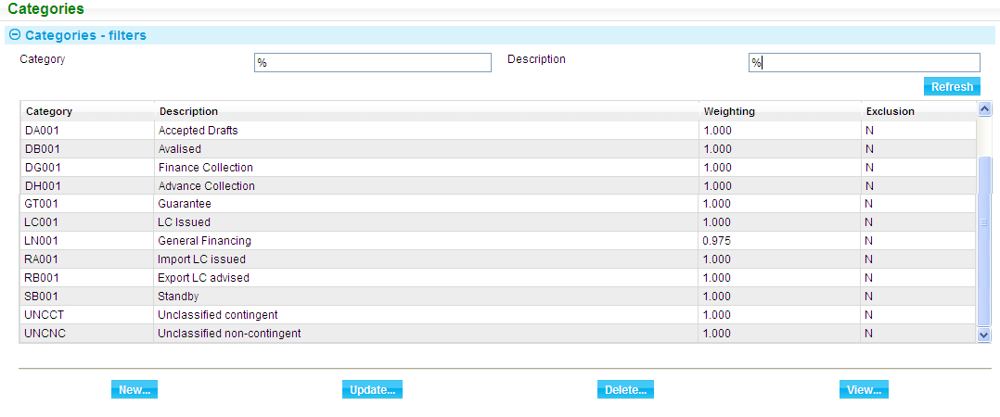 Categories
Categories - filters
Category % Description %
Refresh
Category Description Weighting Exclusion
DA001 Accepted Drafts 1.000 N
DB001 Avalised 1.000 N
DG001 Finance Collection 1.000 N
DH001 Advance Collection 1.000 N
GT001 Guarantee 1.000 N
LC001 LC Issued 1.000 N
LN001 General Financing 0.975 N
RA001 Import LC issued 1.000 N
RB001 Export LC advised 1.000 N
SB001 Standby 1.000 N
UNCCT Unclassified contingent 1.000 N
UNCNC Unclassified non-contingent 1.000 N
New... Update... Delete... View...